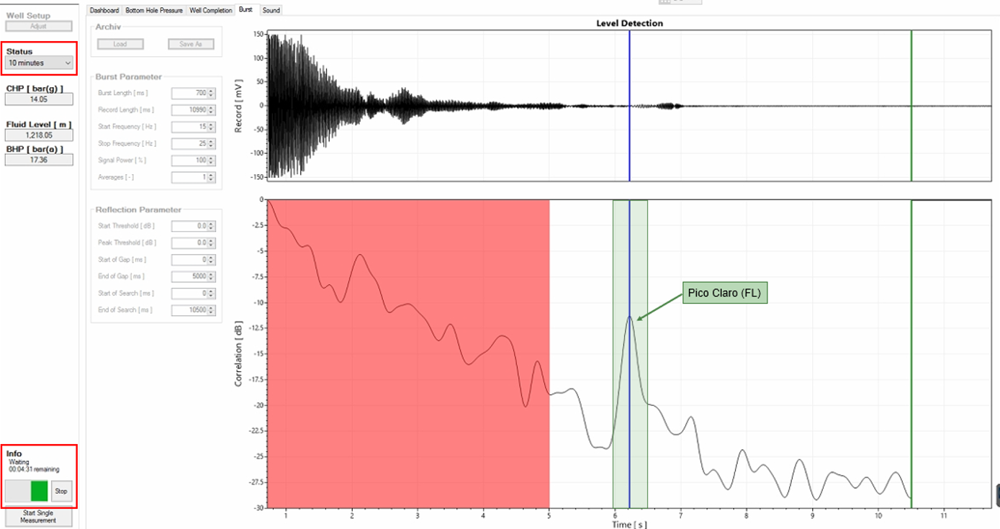 Dashboard Bottom Hole Pressure Well Completion Burst Sound
Well Setup
Adjust
Status
10 minutes
CHP [ bar(g) ]
14.05
Fluid Level [ m ]
1,218.05
BHP [ bar(a) ]
17.36
Info
Waiting
00:04:31 remaining
Stop
Start Single
Measurement
Archiv
Load Save As
Burst Parameter
Burst Length [ ms ] 700
Record Length [ ms ] 10990
Start Frequency [ Hz ] 15
Stop Frequency [ Hz ] 25
Signal Power [ % ] 100
Averages [ - ] 1
Reflection Parameter
Start Threshold [ dB ] 0.0
Peak Threshold [ dB ] 0.0
Start of Gap [ ms ] 0
End of Gap [ ms ] 5000
Start of Search [ ms ] 0
End of Search [ ms ] 10500
Level Detection
Record [ mV ]
150
100
50
0
-50
-100
-150
Correlation [ dB ]
0
-2.5
-5
-7.5
-10
-12.5
-15
-17.5
-20
-22.5
-25
-27.5
-30
Pico Claro (FL)
1 2 3 4 5 6 7 8 9 10 11
Time [ s ]